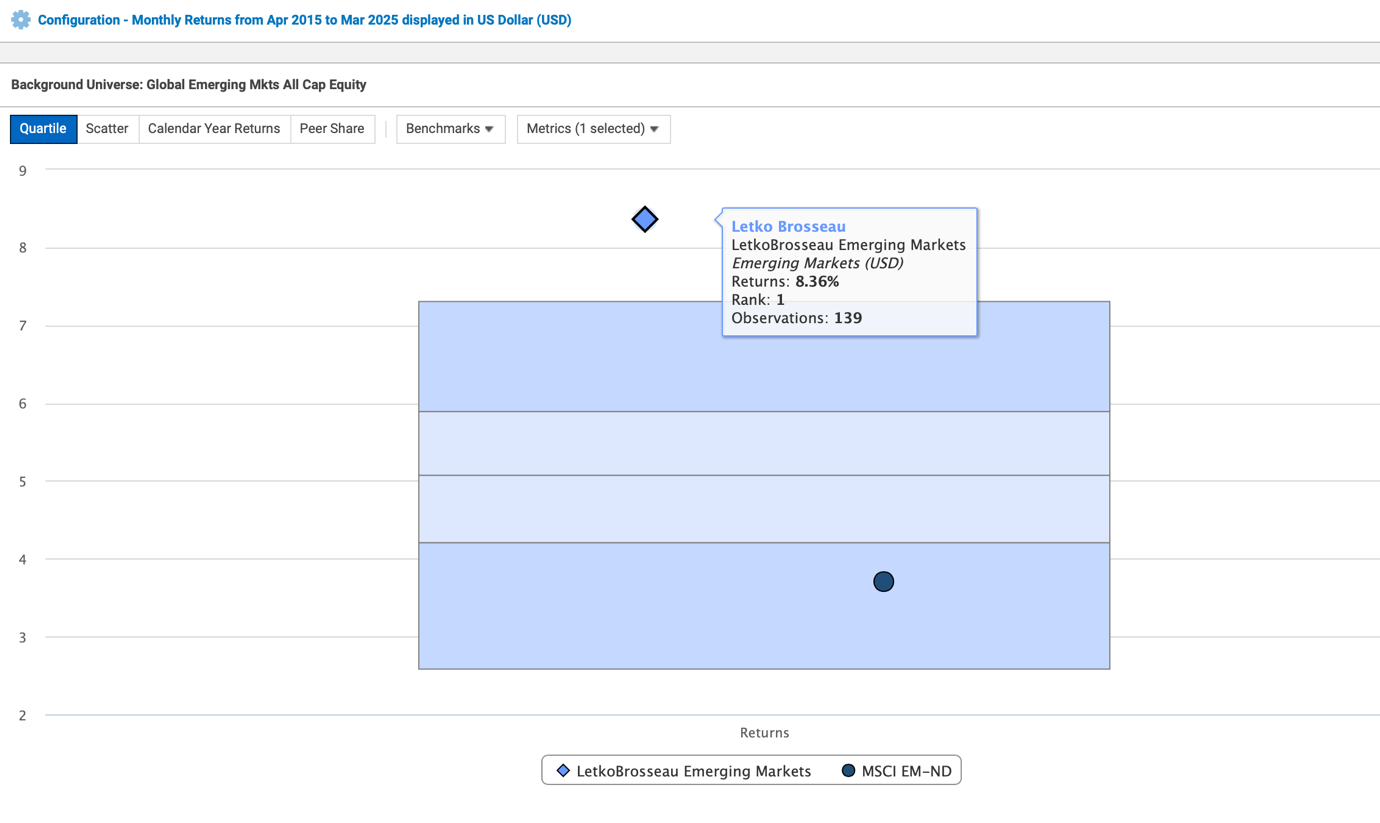 Configuration - Monthly Returns from Apr 2015 to Mar 2025 displayed in US Dollar (USD)
Background Universe: Global Emerging Mkts All Cap Equity
Quartile Scatter Calendar Year Returns Peer Share Benchmarks Metrics (1 selected)
9
8
7
6
5
4
3
2
Letko Brosseau
LetkoBrosseau Emerging Markets
Emerging Markets (USD)
Returns: 8.36%
Rank: 1
Observations: 139
Returns
LetkoBrosseau Emerging Markets MSCI EM-ND